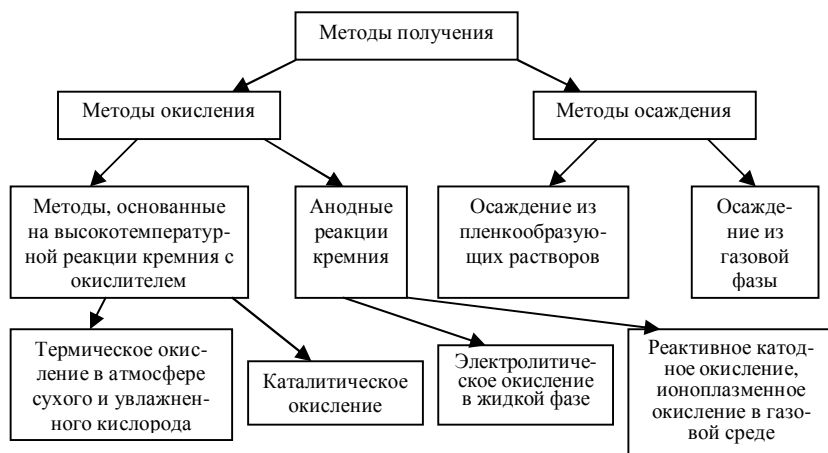 Методы получения
Методы окисления
Методы осаждения
Методы, основанные
на высокотемператур-
ной реакции кремния с
окислителем
Анодные
реакции
кремния
Осаждение из
пленкообразую-
щих растворов
Осажде-
ние из
газовой
фазы
Термическое окис-
ление в атмосфере
сухого и увлажнен-
ного кислорода
Каталитическое
окисление
Электролитиче-
ское окисление
в жидкой фазе
Реактивное катод-
ное окисление,
ионоплазменное
окисление в газо-
вой среде